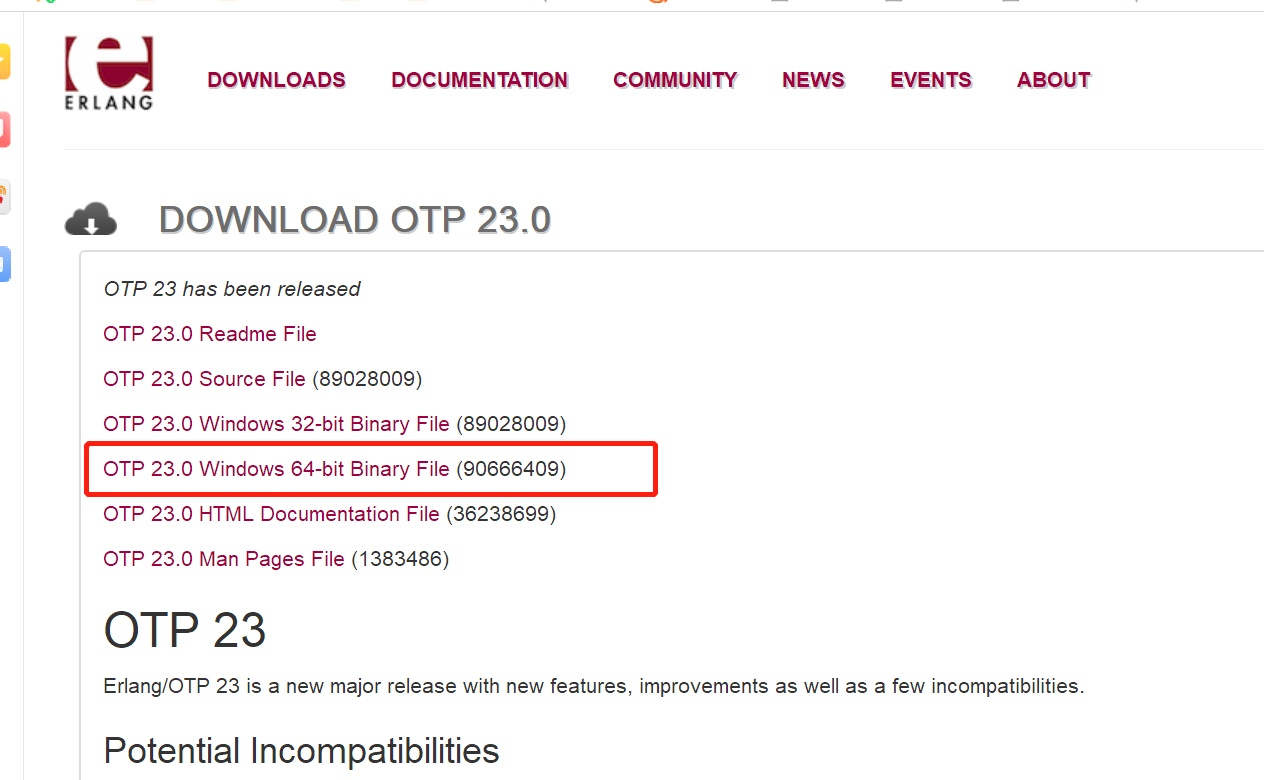 ERLANG
DOWNLOADS DOCUMENTATION COMMUNITY NEWS EVENTS ABOUT
DOWNLOAD OTP 23.0
OTP 23 has been released
OTP 23.0 Readme File
OTP 23.0 Source File (89028009)
OTP 23.0 Windows 32-bit Binary File (89028009)
OTP 23.0 Windows 64-bit Binary File (90666409)
OTP 23.0 HTML Documentation File (36238699)
OTP 23.0 Man Pages File (1383486)
OTP 23
Erlang/OTP 23 is a new major release with new features, improvements as well as a few incompatibilities.
Potential Incompatibilities